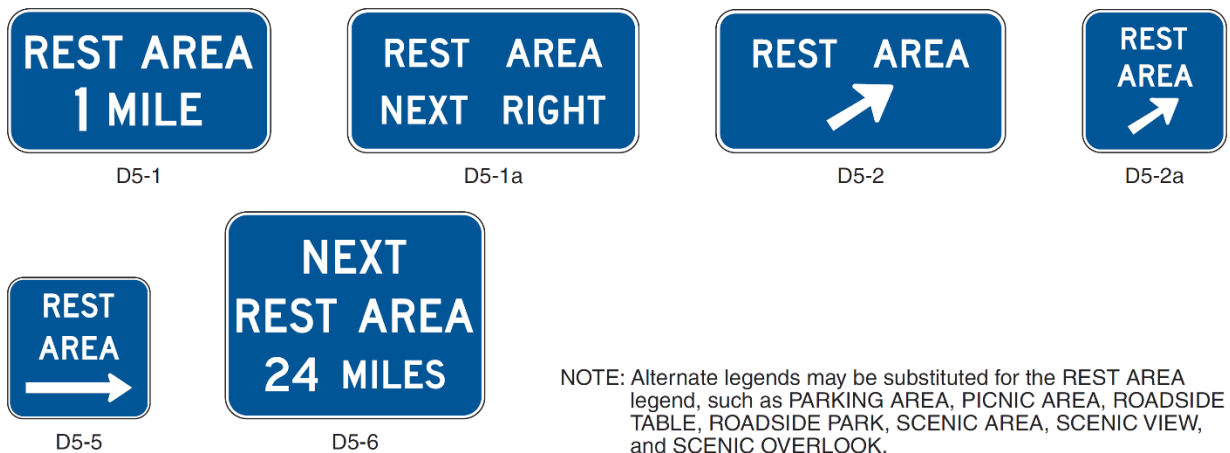 REST AREA
1 MILE
D5-1
REST AREA
NEXT RIGHT
D5-1a
REST AREA
D5-2
REST
AREA
D5-2a
REST
AREA
D5-5
NEXT
REST AREA
24 MILES
D5-6
NOTE: Alternate legends may be substituted for the REST AREA
legend, such as PARKING AREA, PICNIC AREA, ROADSIDE
TABLE, ROADSIDE PARK, SCENIC AREA, SCENIC VIEW,
and SCENIC OVERLOOK.